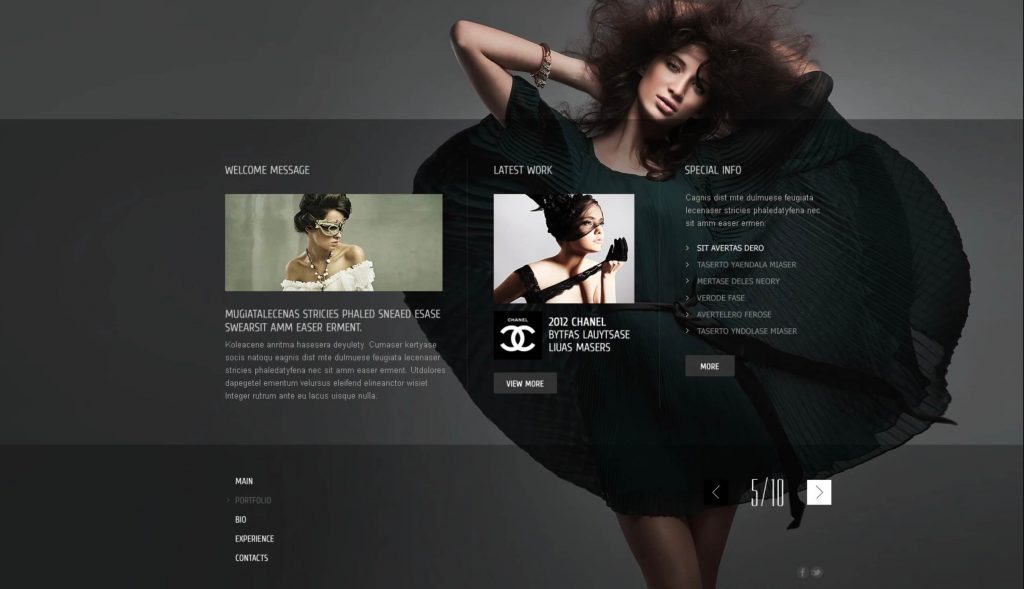 WELCOME MESSAGE
MUGIATALECENAS STRICIES PHALED SNEAED ESASE
SWEARSIT AMM EASER ERMENT.
Koleacene anritma hasesera deyulety. Cumaser kertyase
socis natoqu eagnis dist mte dulmuese feugiata lecenaser
stricies phaledatyfena nec sit amm easer erment. Utdolores
dapegetel ementum velursus eleifend elineanctor wisiet
Integer rutrum ante eu lacus uisque nulla.
LATEST WORK
CHANEL
2012 CHANEL
BYTFAS LAUYTSASE
LIUAS MASERS
VIEW MORE
SPECIAL INFO
Cagnis dist mte dulmuese feugiata
lecenaser stricies phaledatyfena nec
sit amm easer ermen:
SIT AVERTAS DERO
TASERTO YAENDALA MIASER
MERTASE DELES NEORY
VERODE FASE
AVERTELERO FEROSE
TASERTO YNDOLASE MIASER
MORE
MAIN
PORTFOLIO
BIO
EXPERIENCE
CONTACTS
5/10